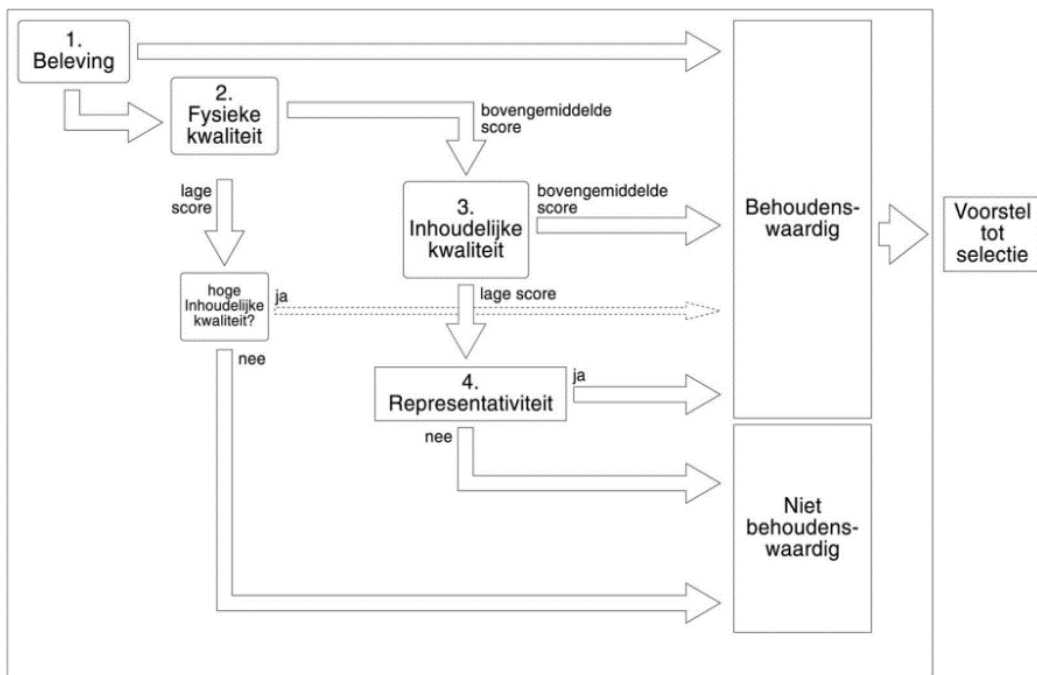 1.
Beleving
2.
Fysieke
kwaliteit
bovengemiddelde
score
lage
score
3.
Inhoudelijke
kwaliteit
bovengemiddelde
score
Behoudens-
waardig
Voorstel
tot
selectie
hoge
Inhoudelijke
kwaliteit?
ja
lage score
nee
4.
Representativiteit
ja
nee
Niet
behoudens-
waardig